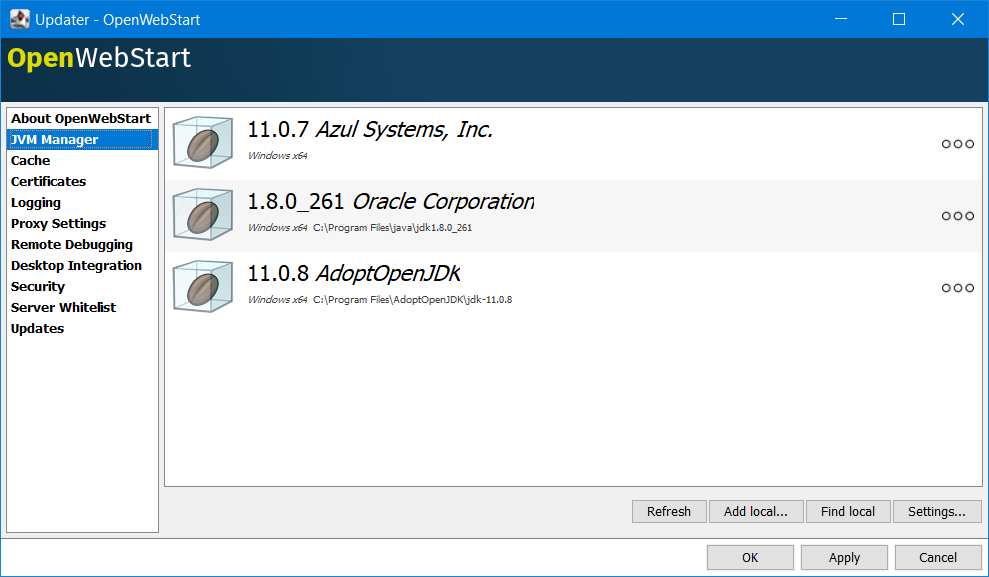 Updater - OpenWebStart
OpenWebStart
About OpenWebStart
JVM Manager
Cache
Certificates
Logging
Proxy Settings
Remote Debugging
Desktop Integration
Security
Server Whitelist
Updates
11.0.7 Azul Systems, Inc.
Windows x64
1.8.0_261 Oracle Corporation
Windows x64 C:\Program Files\java\jdk1.8.0_261
11.0.8 AdoptOpenJDK
Windows x64 C:\Program Files\AdoptOpenJDK\jdk-11.0.8
Refresh Add local... Find local Settings...
OK Apply Cancel